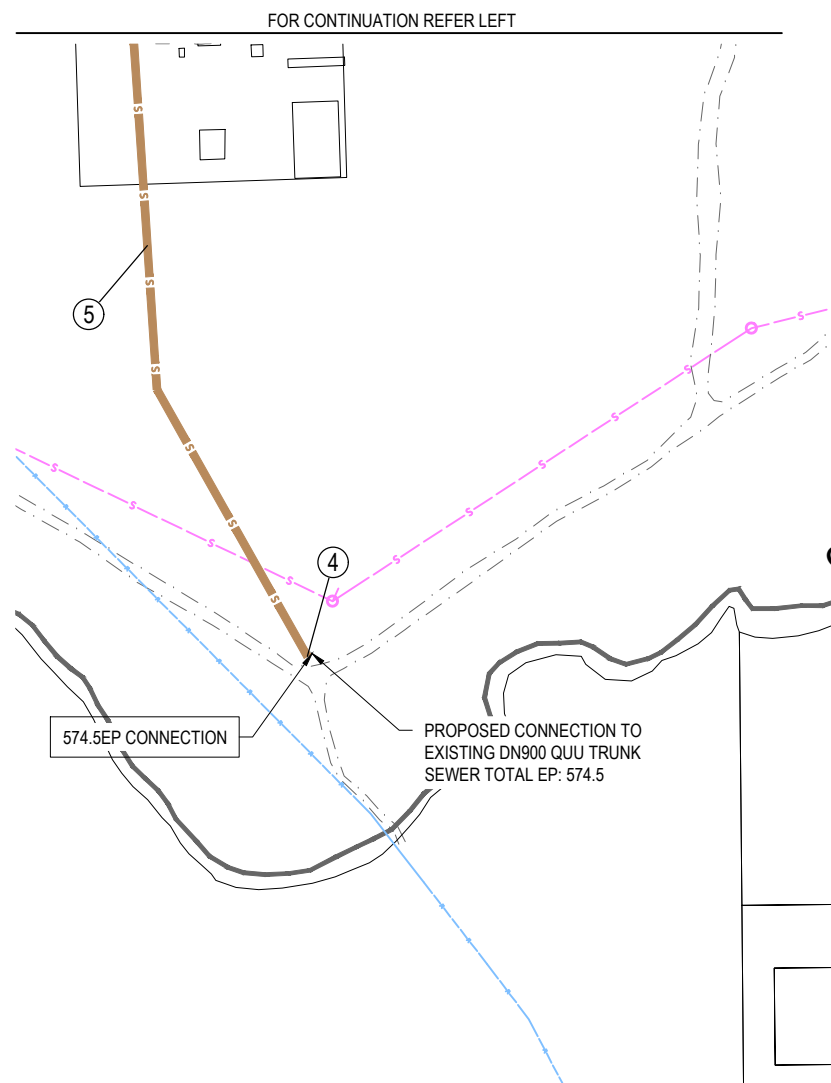 FOR CONTINUATION REFER LEFT
S
S
S
5
S
S
S
S
S
S
S
S
S
S
S
S
S
S
4
S
S
574.5EP CONNECTION
PROPOSED CONNECTION TO
EXISTING DN900 QUU TRUNK
SEWER TOTAL EP: 574.5